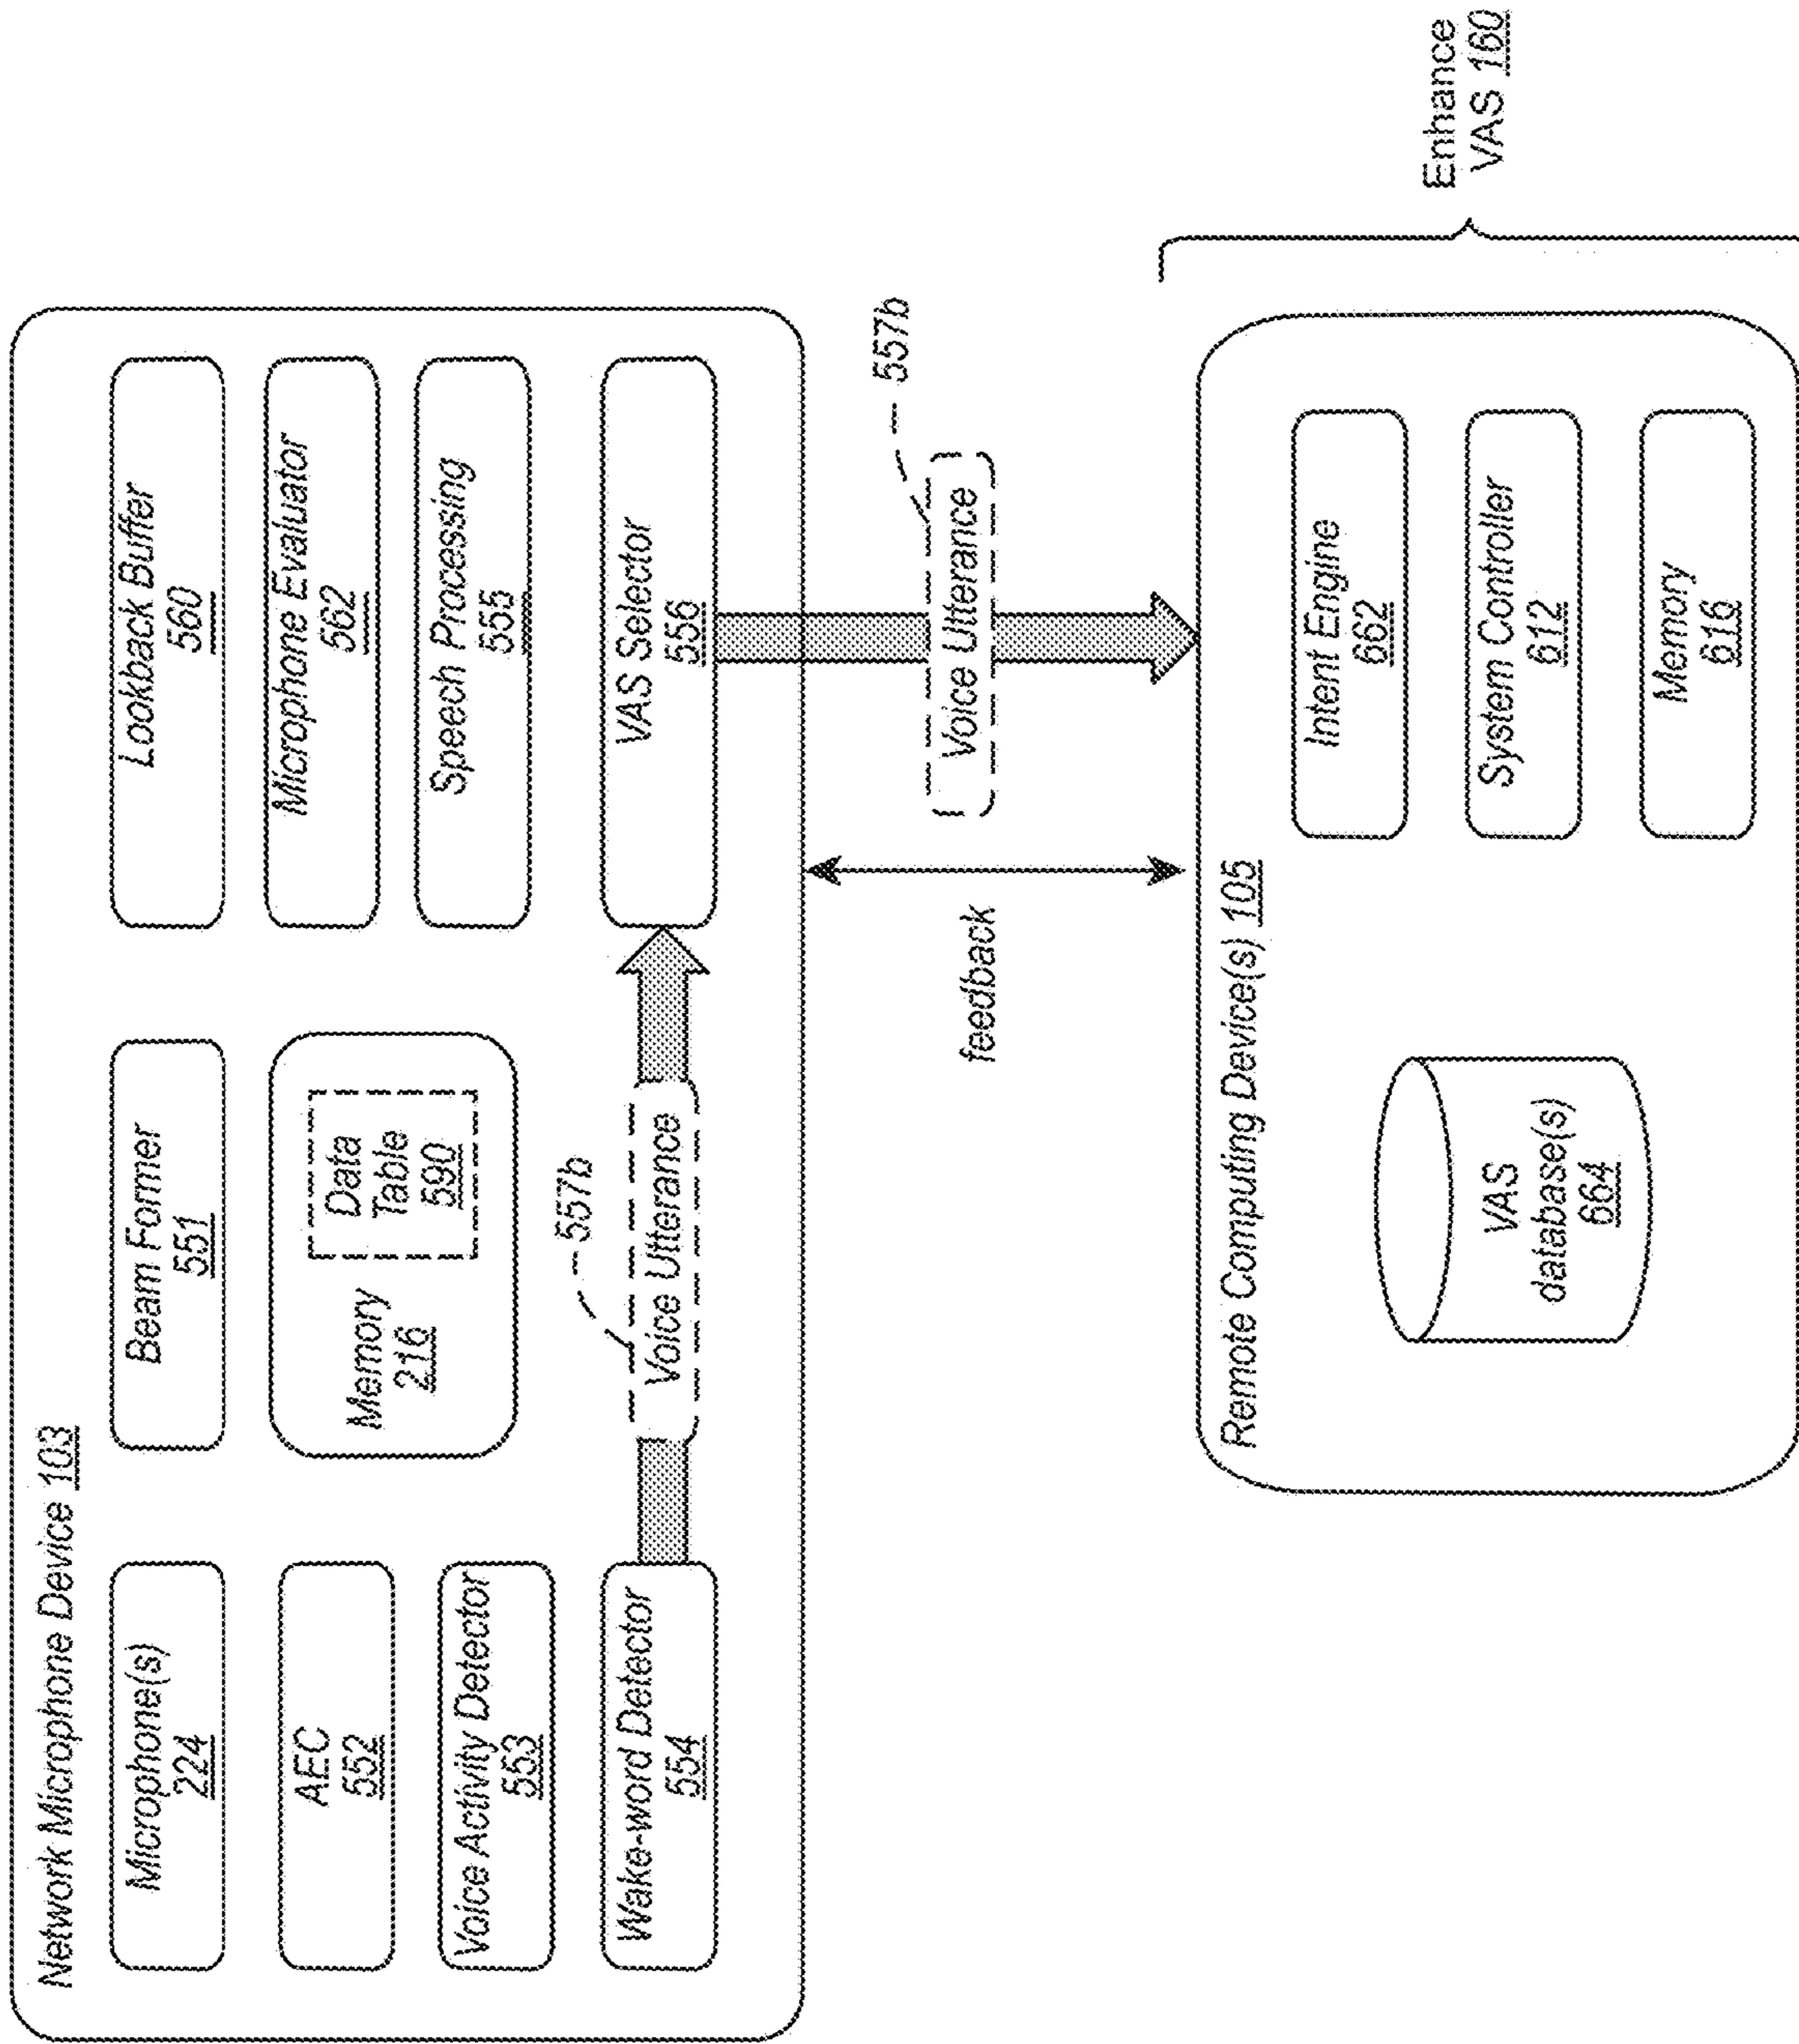 Network Microphone Device 103
Microphone(s)
224
AEC
552
Voice Activity Detector
553
Wake-word Detector
554
Beam Former
551
Memory
216
Data
Table
590
557b
Voice Utterance
Lookback Buffer
560
Microphone Evaluator
562
Speech Processing
555
VAS Selector
556
feedback
Voice Utterance
557b
Remote Computing Device(s) 105
VAS
database(s)
664
Intent Engine
662
System Controller
612
Memory
616
Enhance
VAS 160